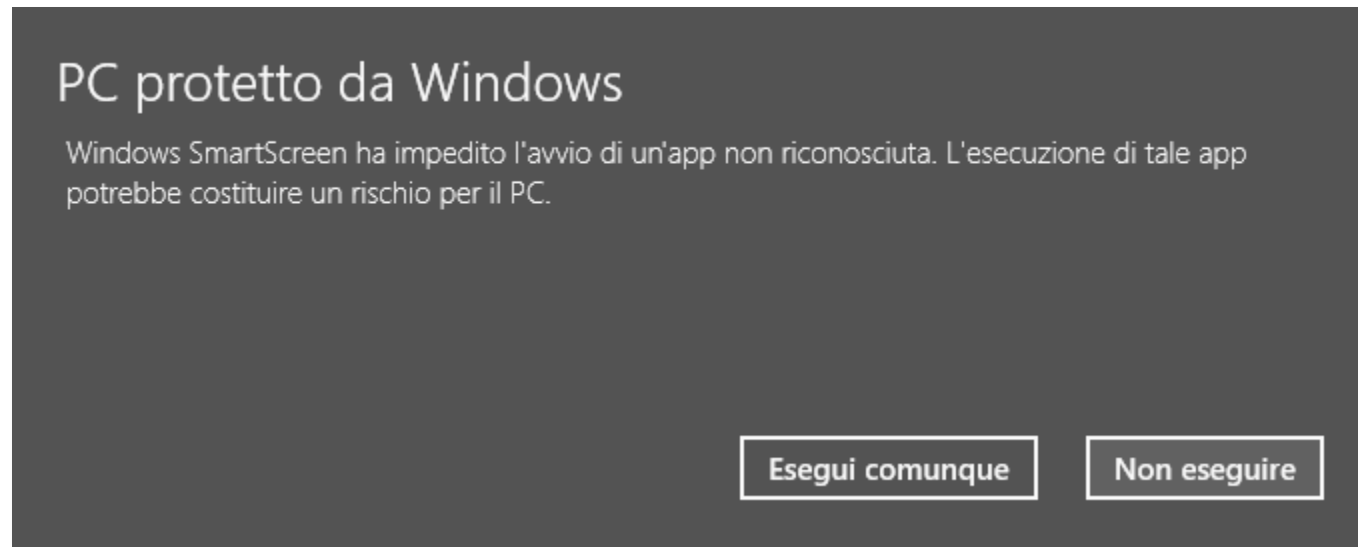 PC protetto da Windows
Windows SmartScreen ha impedito l'avvio di un'app non riconosciuta. L'esecuzione di tale app
potrebbe costituire un rischio per il PC.
Esegui comunque
Non eseguire